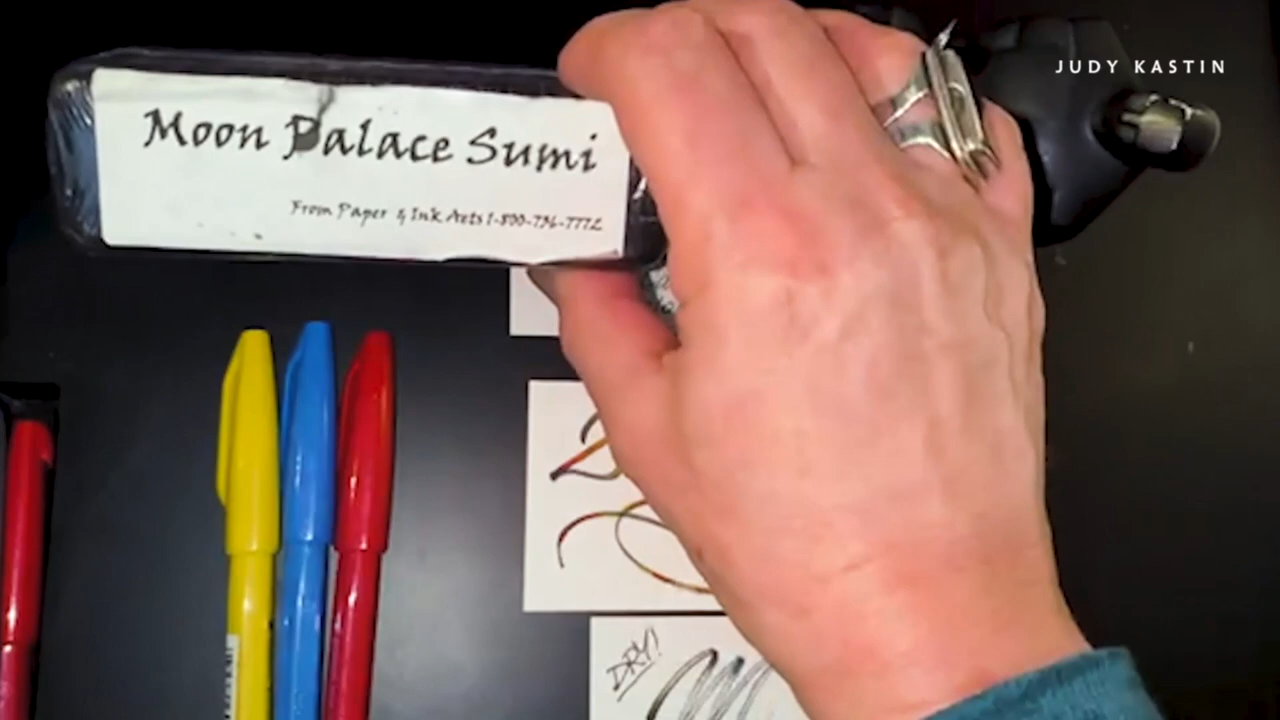 JUDY KASTIN
Moon Palace Sumi
From Paper & Ink Arts 1-800-736-7772
DRY!